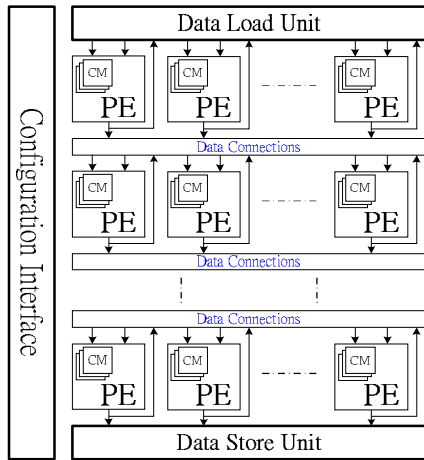 Data Load Unit
Configuration Interface
CM CM CM
PE PE PE
Data Connections
CM CM CM
PE PE PE
Data Connections
Data Connections
CM CM CM
PE PE PE
Data Store Unit